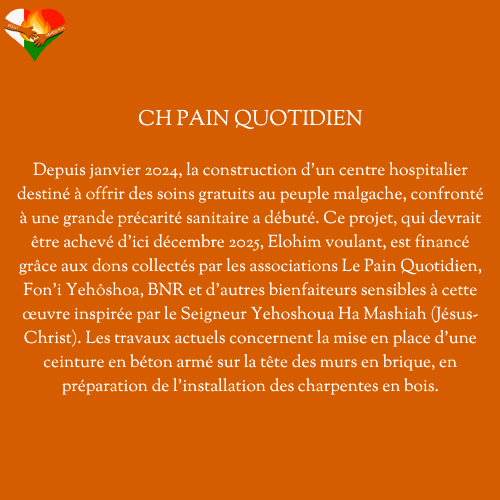 CH PAIN QUOTIDIEN
Depuis janvier 2024, la construction d'un centre hospitalier
destiné à offrir des soins gratuits au peuple malgache, confronté
à une grande précarité sanitaire a débuté. Ce projet, qui devrait
être achevé d'ici décembre 2025, Elohim voulant, est financé
grâce aux dons collectés par les associations Le Pain Quotidien,
Fon'i Yehôshoa, BNR et d'autres bienfaiteurs sensibles à cette
œuvre inspirée par le Seigneur Yehoshoua Ha Mashiah (Jésus-
Christ). Les travaux actuels concernent la mise en place d'une
ceinture en béton armé sur la tête des murs en brique, en
préparation de l'installation des charpentes en bois.